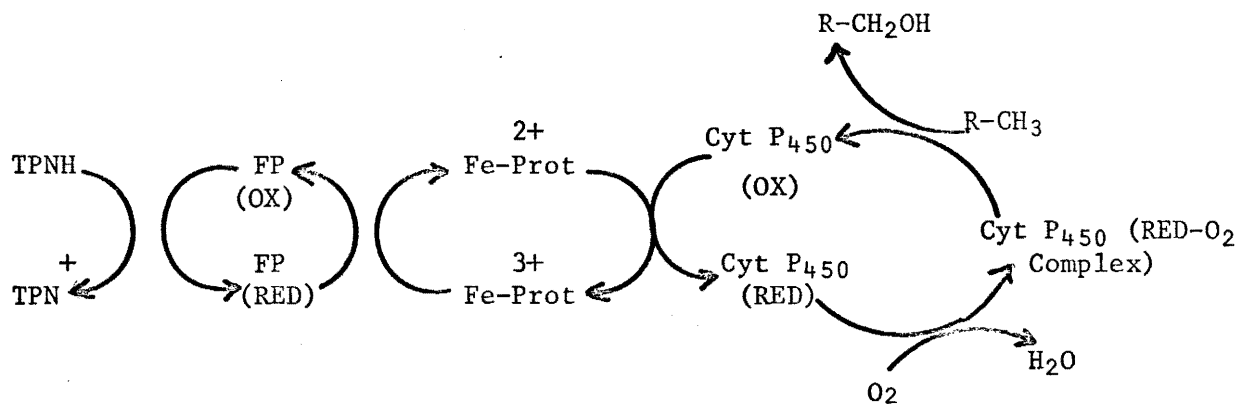 R-CH₂OH
R-CH₃
2+
Cyt P₄₅₀
TPNH
FP
Fe-Prot
(OX)
(OX)
Cyt P₄₅₀ (RED-O₂
Complex)
+
FP
3+
Cyt P₄₅₀
TPN
(RED)
Fe-Prot
(RED)
H₂O
O₂